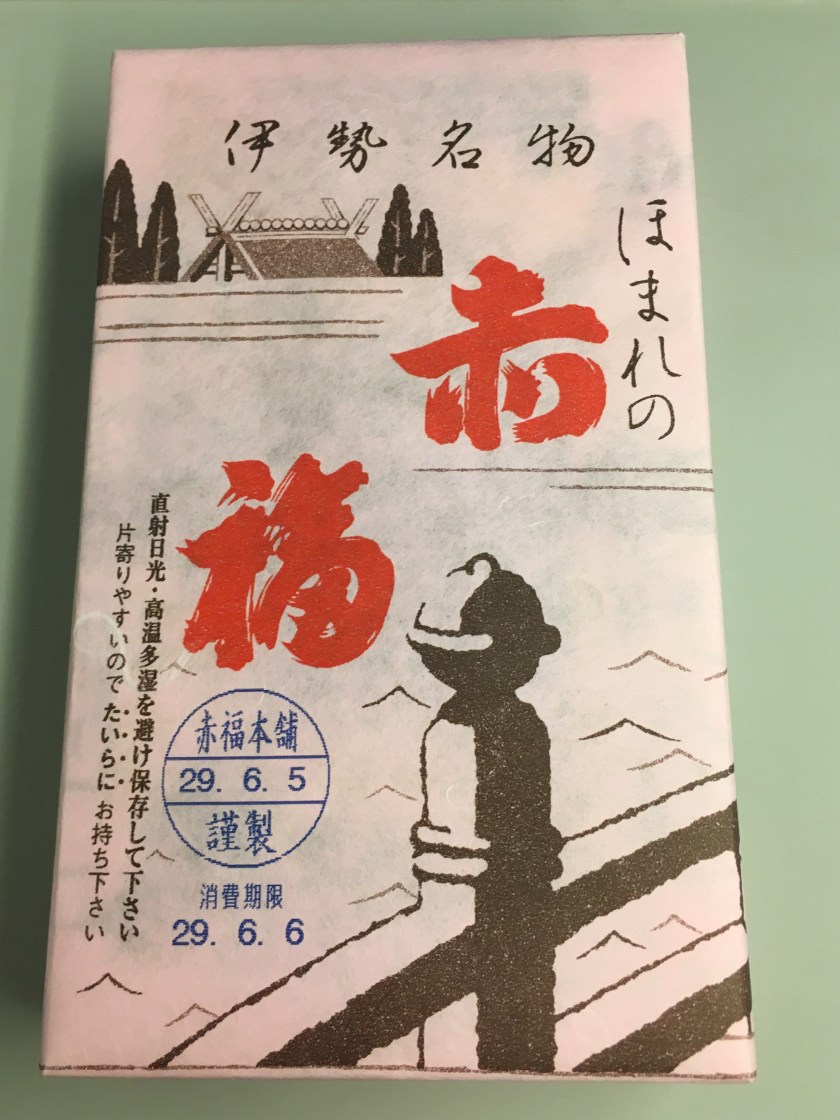 伊勢名物
ほまれの
赤
福
直射日光・高温多湿を避け保存して下さい
片寄りやすいのでたいらにお持ち下さい
赤福本舗
29. 6. 5
謹製
消費期限
29. 6. 6